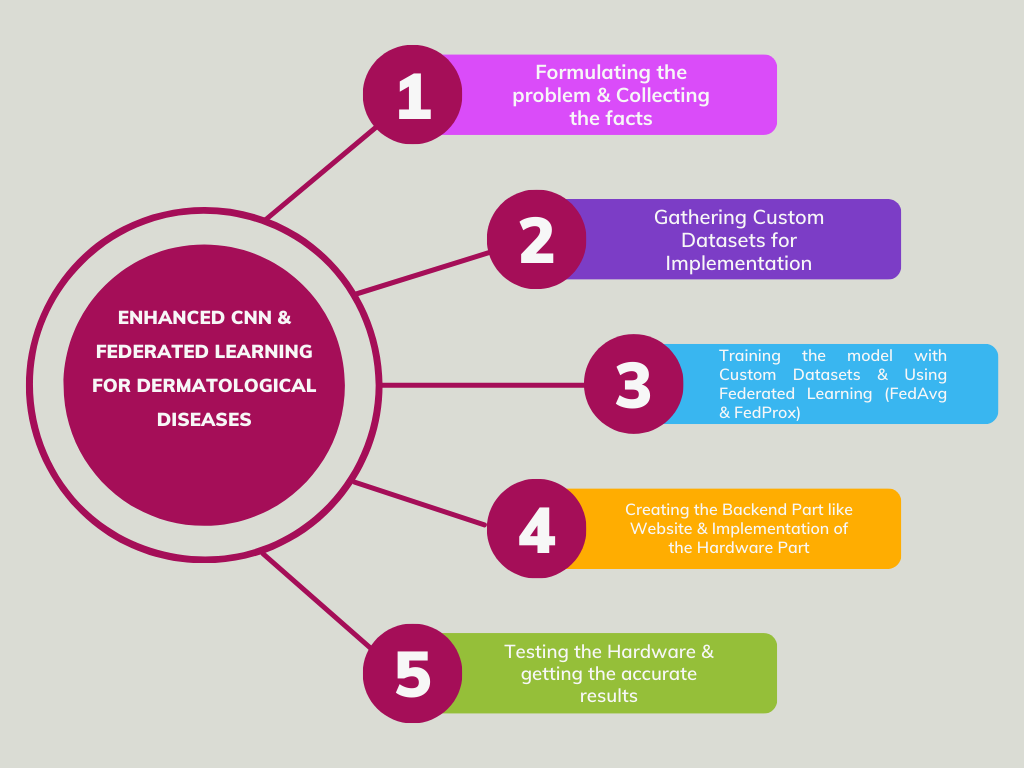 1
Formulating the
problem & Collecting
the facts
2
Gathering Custom
Datasets for
Implementation
ENHANCED CNN &
FEDERATED LEARNING
FOR DERMATOLOGICAL
DISEASES
3
Training the model with
Custom Datasets & Using
Federated Learning (FedAvg
& FedProx)
4
Creating the Backend Part like
Website & Implementation of
the Hardware Part
5
Testing the Hardware &
getting the accurate
results